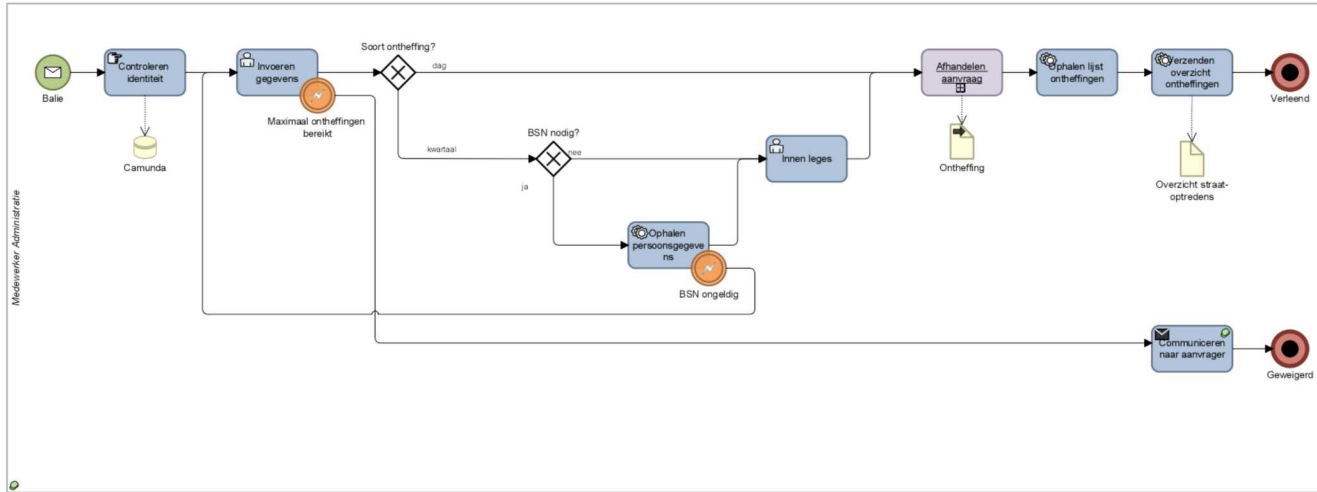 Soort ontheffing?
Controleren
identiteit
Invoeren
gegevens
dag
Afhandelen
aanvraag
Ophalen lijst
ontheffingen
Verzenden
overzicht
ontheffingen
Balie
Verleend
Maximaal ontheffingen
bereikt
BSN nodig?
kwartaal
nee
Innen leges
Camunda
Ontheffing
Overzicht straat-
optredens
ja
Ophalen
persoonsgegeve
ns
BSN ongeldig
Medewerker Administratie
Communiceren
naar aanvrager
Geweigerd